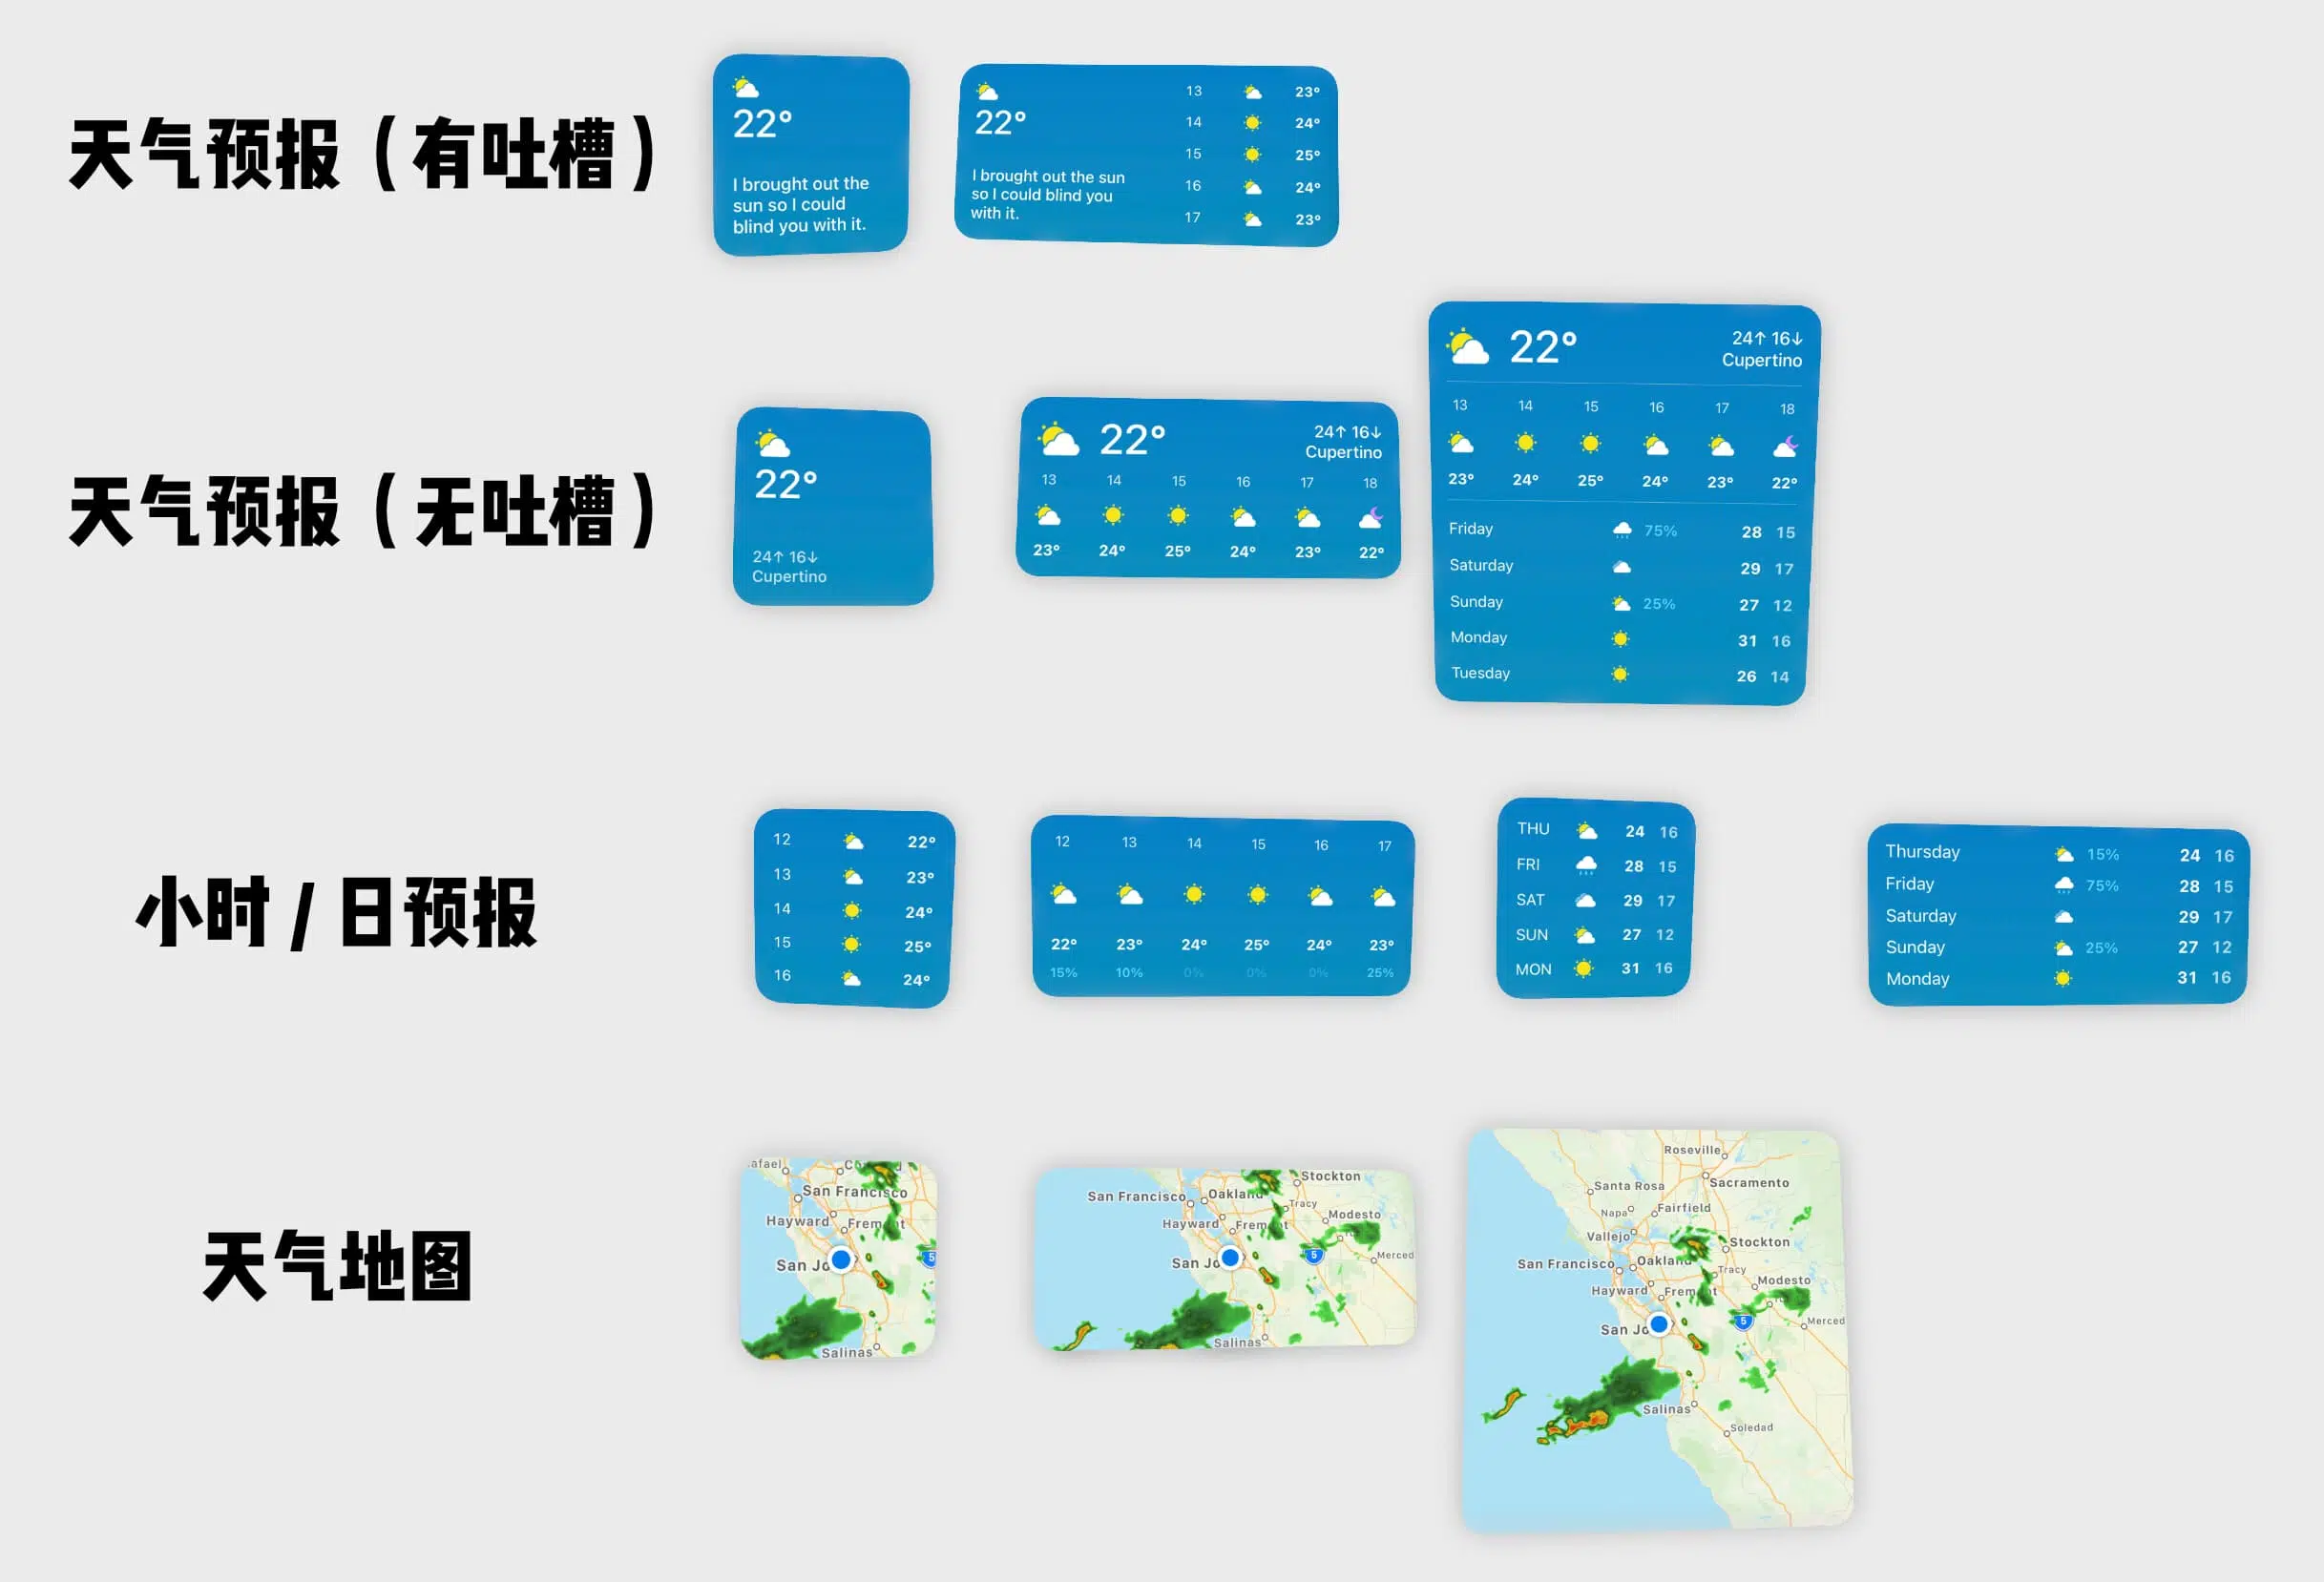 天气预报（有吐槽）
22°
I brought out the
sun so I could
blind you with it.
22°
I brought out the sun
so I could blind you
with it.
13 23°
14 24°
15 25°
16 24°
17 23°
天气预报（无吐槽）
22°
24↑ 16↓
Cupertino
22°
24↑ 16↓
Cupertino
13 14 15 16 17 18
23° 24° 25° 24° 23° 22°
22°
24↑ 16↓
Cupertino
13 14 15 16 17 18
23° 24° 25° 24° 23° 22°
Friday 75% 28 15
Saturday 29 17
Sunday 25% 27 12
Monday 31 16
Tuesday 26 14
小时 / 日预报
12 22°
13 23°
14 24°
15 25°
16 24°
12 13 14 15 16 17
22° 23° 24° 25° 24° 23°
15% 10% 0% 0% 0% 25%
THU 24 16
FRI 28 15
SAT 29 17
SUN 27 12
MON 31 16
Thursday 15% 24 16
Friday 75% 28 15
Saturday 29 17
Sunday 25% 27 12
Monday 31 16
天气地图
afael
San Francisco
Hayward
Fremont
5
San Jo
Salinas
Stockton
San Francisco
Oakland
Tracy
Modesto
Hayward
Fremont
5
Merced
San Jo
Salinas
Roseville
Sacramento
Santa Rosa
Napa
Fairfield
Vallejo
Stockton
San Francisco
Oakland
Tracy
Modesto
Hayward
Fremont
5
Merced
San Jo
Salinas
Soledad